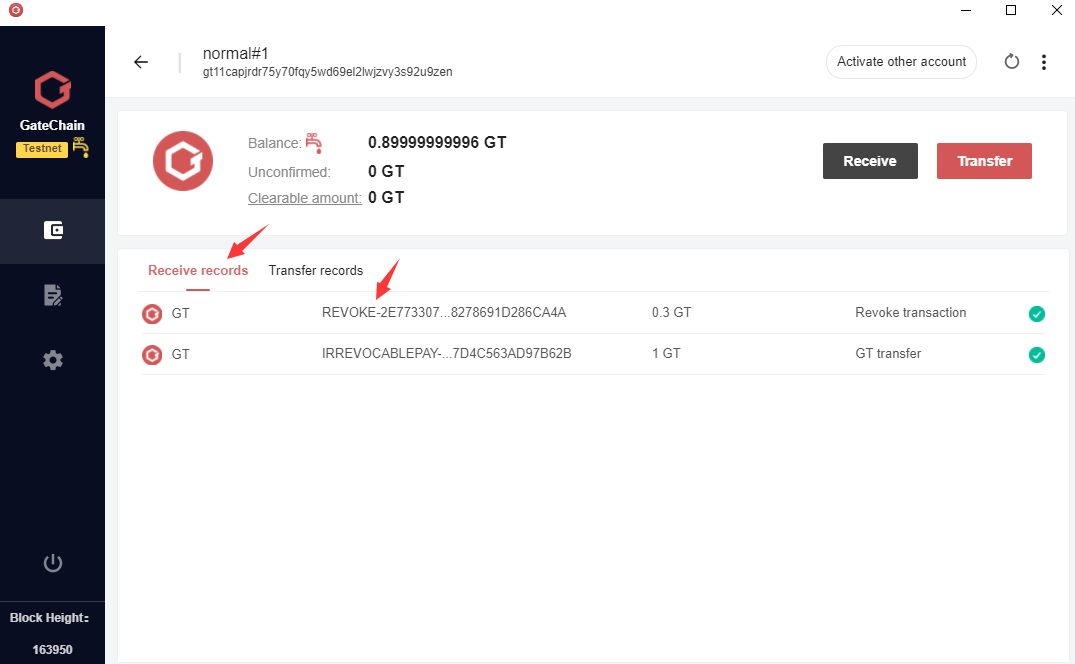 normal#1
gt11capjrdr75y70fqy5wd69el2lwjzvy3s92u9zen
Activate other account
GateChain
Testnet
Balance: 0.89999999996 GT
Unconfirmed: 0 GT
Clearable amount: 0 GT
Receive
Transfer
Receive records Transfer records
GT REVOKE-2E773307...8278691D286CA4A 0.3 GT Revoke transaction
GT IRREVOCABLEPAY-...7D4C563AD97B62B 1 GT GT transfer
Block Height:
163950